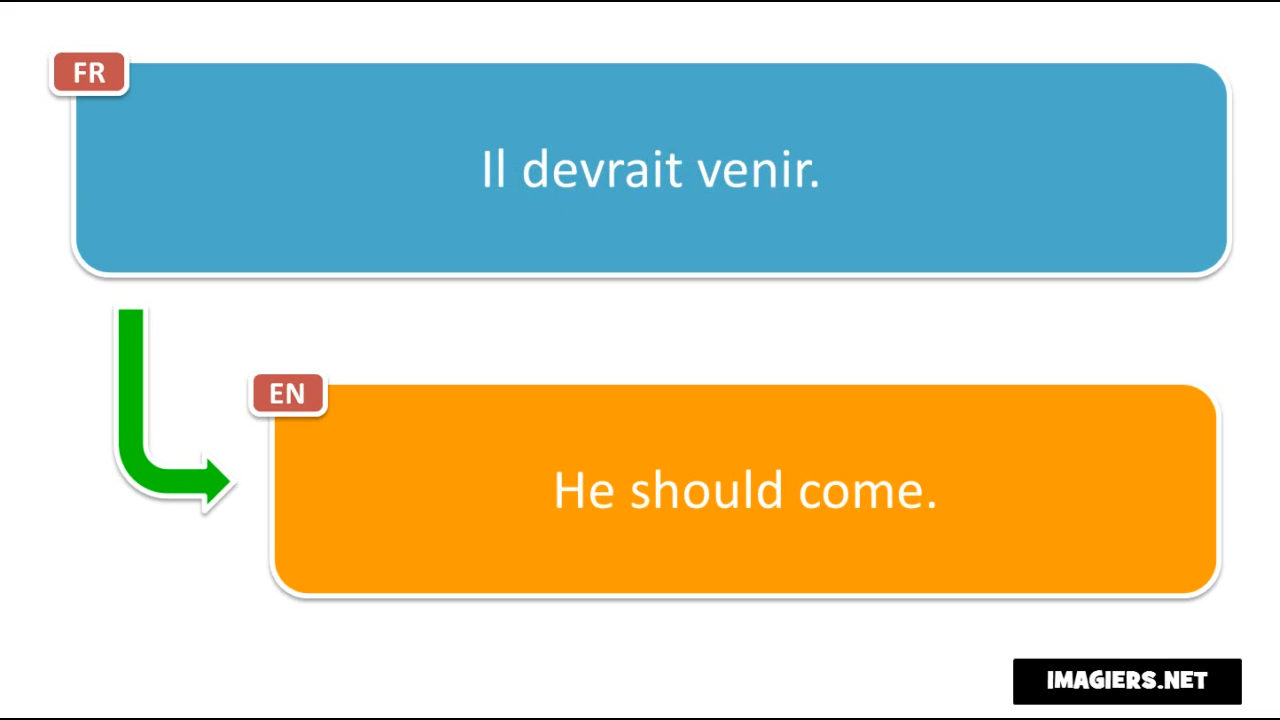 FR
Il devrait venir.
EN
He should come.
IMAGIERS.NET